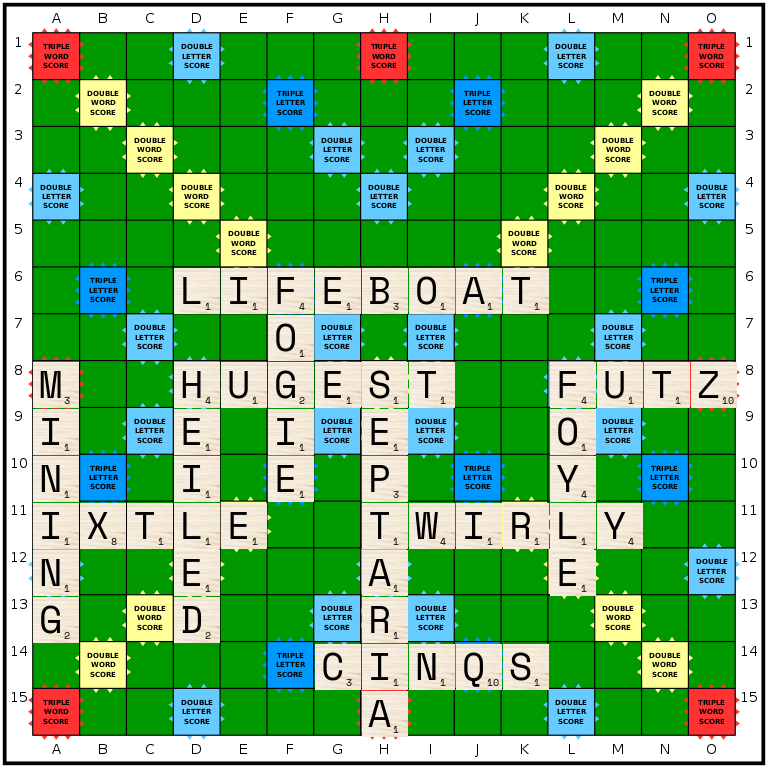 A B C D E F G H I J K L M N O
1 TRIPLE WORD SCORE DOUBLE LETTER SCORE TRIPLE WORD SCORE DOUBLE LETTER SCORE TRIPLE WORD SCORE 1
2 DOUBLE WORD SCORE TRIPLE LETTER SCORE TRIPLE LETTER SCORE DOUBLE WORD SCORE 2
3 DOUBLE WORD SCORE DOUBLE LETTER SCORE DOUBLE LETTER SCORE DOUBLE WORD SCORE 3
4 DOUBLE LETTER SCORE DOUBLE WORD SCORE DOUBLE LETTER SCORE DOUBLE WORD SCORE DOUBLE LETTER SCORE 4
5 DOUBLE WORD SCORE DOUBLE WORD SCORE 5
6 TRIPLE LETTER SCORE L1 I1 F4 E1 B3 O1 A1 T1 TRIPLE LETTER SCORE 6
7 DOUBLE LETTER SCORE O1 DOUBLE LETTER SCORE DOUBLE LETTER SCORE DOUBLE LETTER SCORE 7
8 M3 H4 U1 G2 E1 S1 T1 F4 U1 T1 Z10 8
9 I1 DOUBLE LETTER SCORE E1 I1 DOUBLE LETTER SCORE E1 DOUBLE LETTER SCORE O1 DOUBLE LETTER SCORE 9
10 N1 TRIPLE LETTER SCORE I1 E1 P3 TRIPLE LETTER SCORE Y4 TRIPLE LETTER SCORE 10
11 I1 X8 T1 L1 E1 T1 W4 I1 R1 L1 Y4 11
12 N1 E1 A1 E1 DOUBLE LETTER SCORE 12
13 G2 DOUBLE WORD SCORE D2 DOUBLE LETTER SCORE R1 DOUBLE LETTER SCORE DOUBLE WORD SCORE 13
14 DOUBLE WORD SCORE TRIPLE LETTER SCORE C3 I1 N1 Q10 S1 DOUBLE WORD SCORE 14
15 TRIPLE WORD SCORE DOUBLE LETTER SCORE A1 DOUBLE LETTER SCORE TRIPLE WORD SCORE 15
A B C D E F G H I J K L M N O